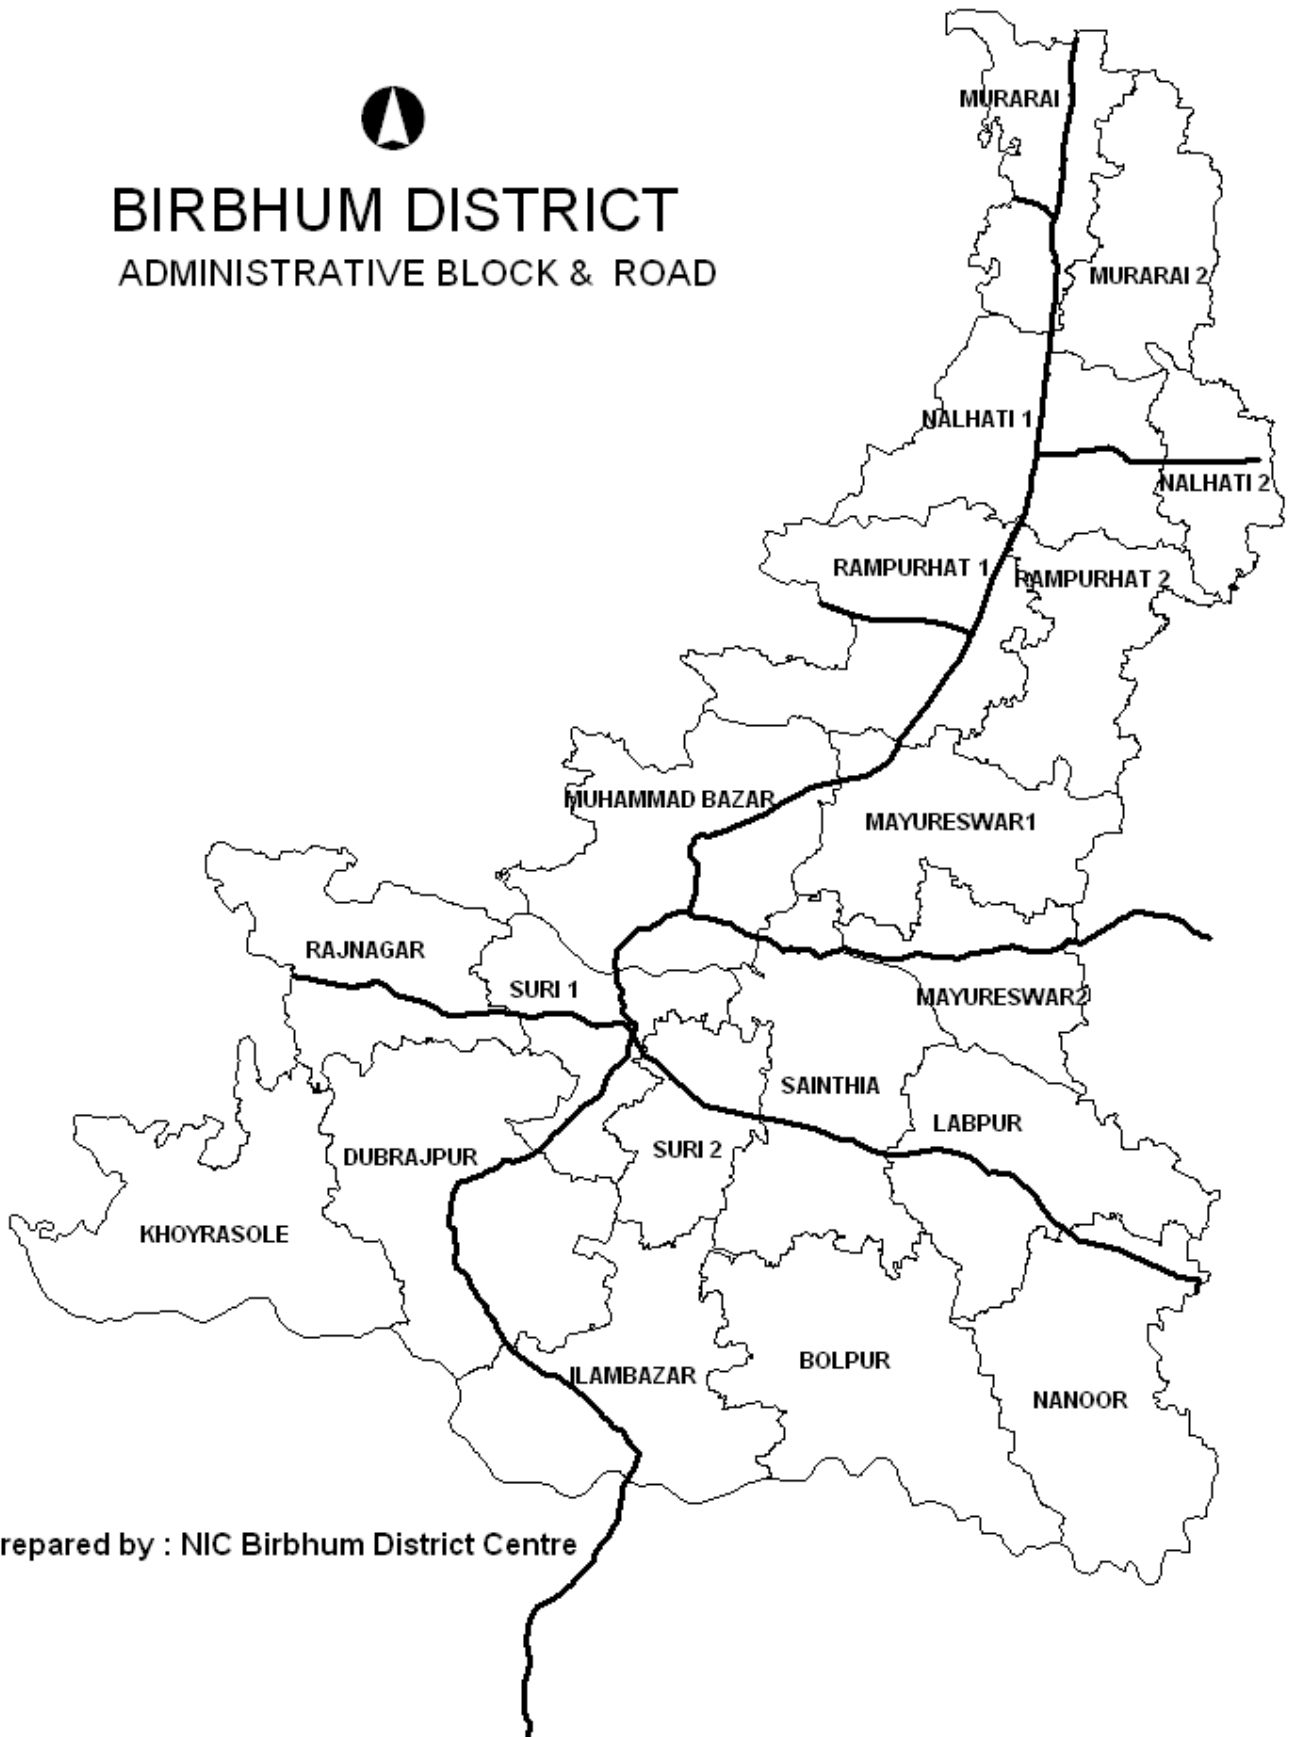 BIRBHUM DISTRICT
ADMINISTRATIVE BLOCK & ROAD
MURARAI
MURARAI 2
NALHATI 1
NALHATI 2
RAMPURHAT 1
RAMPURHAT 2
MUHAMMAD BAZAR
MAYURESWAR1
RAJNAGAR
SURI 1
MAYURESWAR2
SAINTHIA
LABPUR
DUBRAJPUR
SURI 2
KHOYRASOLE
ILAMBAZAR
BOLPUR
NANOOR
repared by : NIC Birbhum District Centre